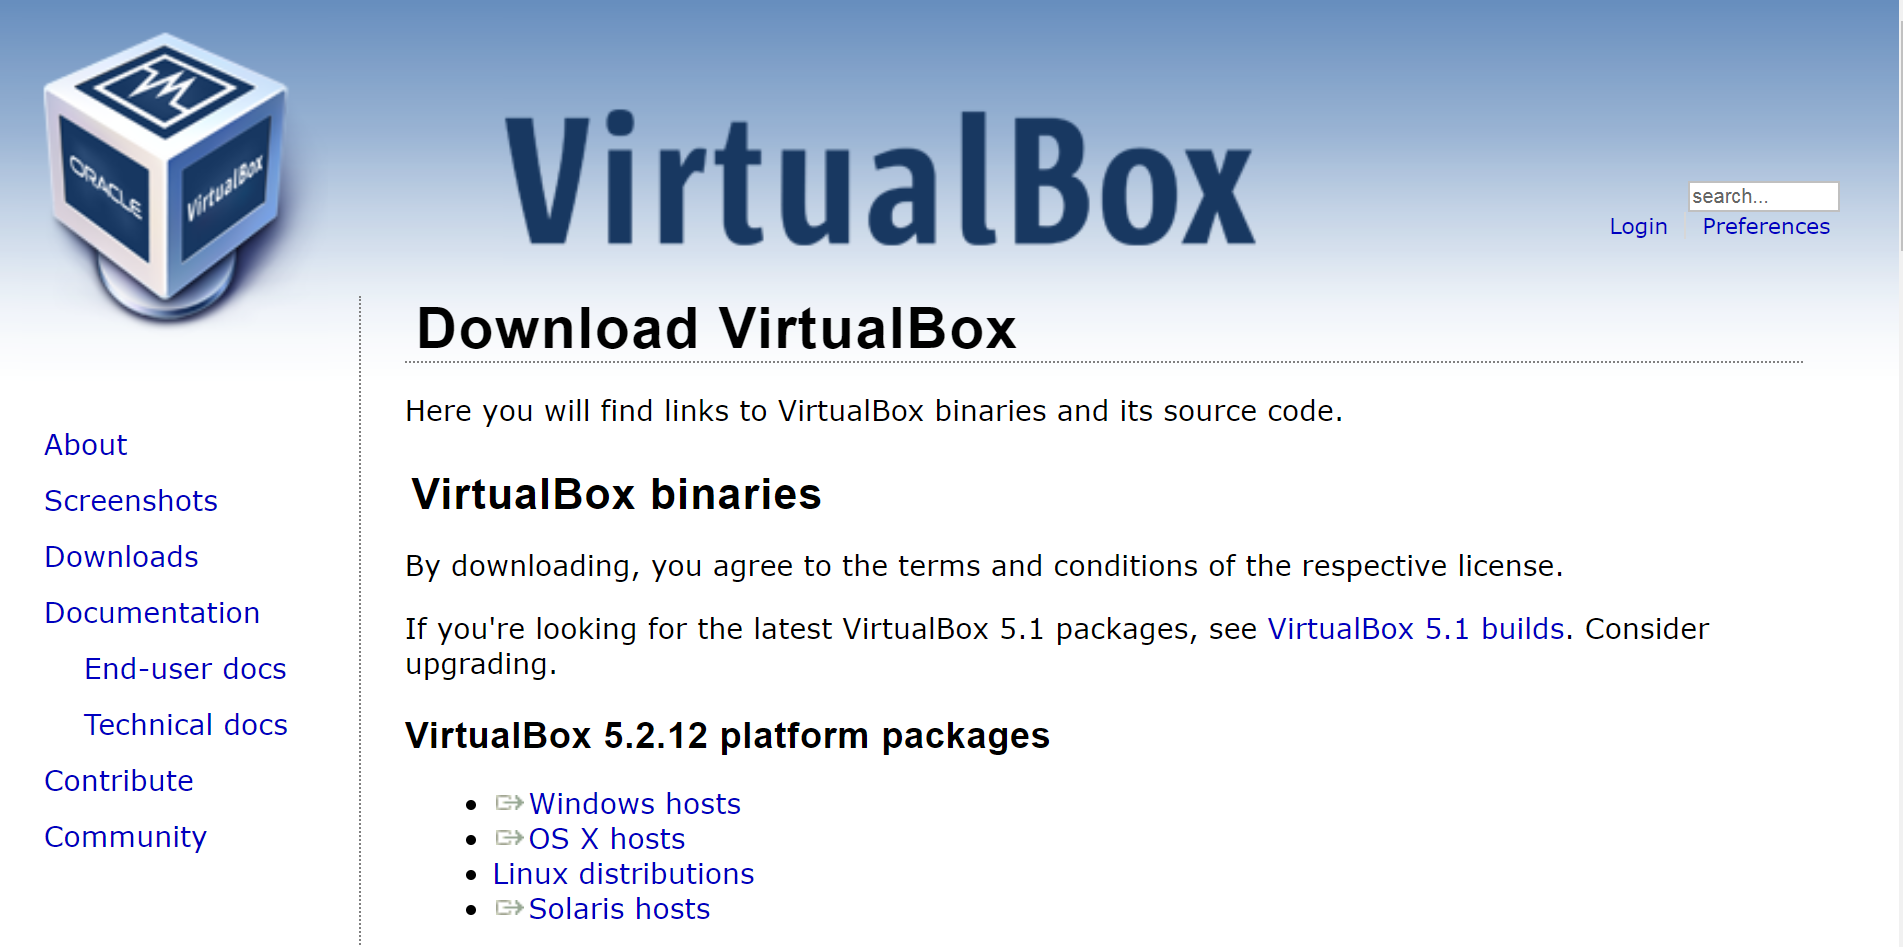 ORACLE
VirtualBox
VirtualBox
search...
Login
Preferences
Download VirtualBox
Here you will find links to VirtualBox binaries and its source code.
About
Screenshots
Downloads
Documentation
End-user docs
Technical docs
Contribute
Community
VirtualBox binaries
By downloading, you agree to the terms and conditions of the respective license.
If you're looking for the latest VirtualBox 5.1 packages, see VirtualBox 5.1 builds. Consider
upgrading.
VirtualBox 5.2.12 platform packages
Windows hosts
OS X hosts
Linux distributions
Solaris hosts